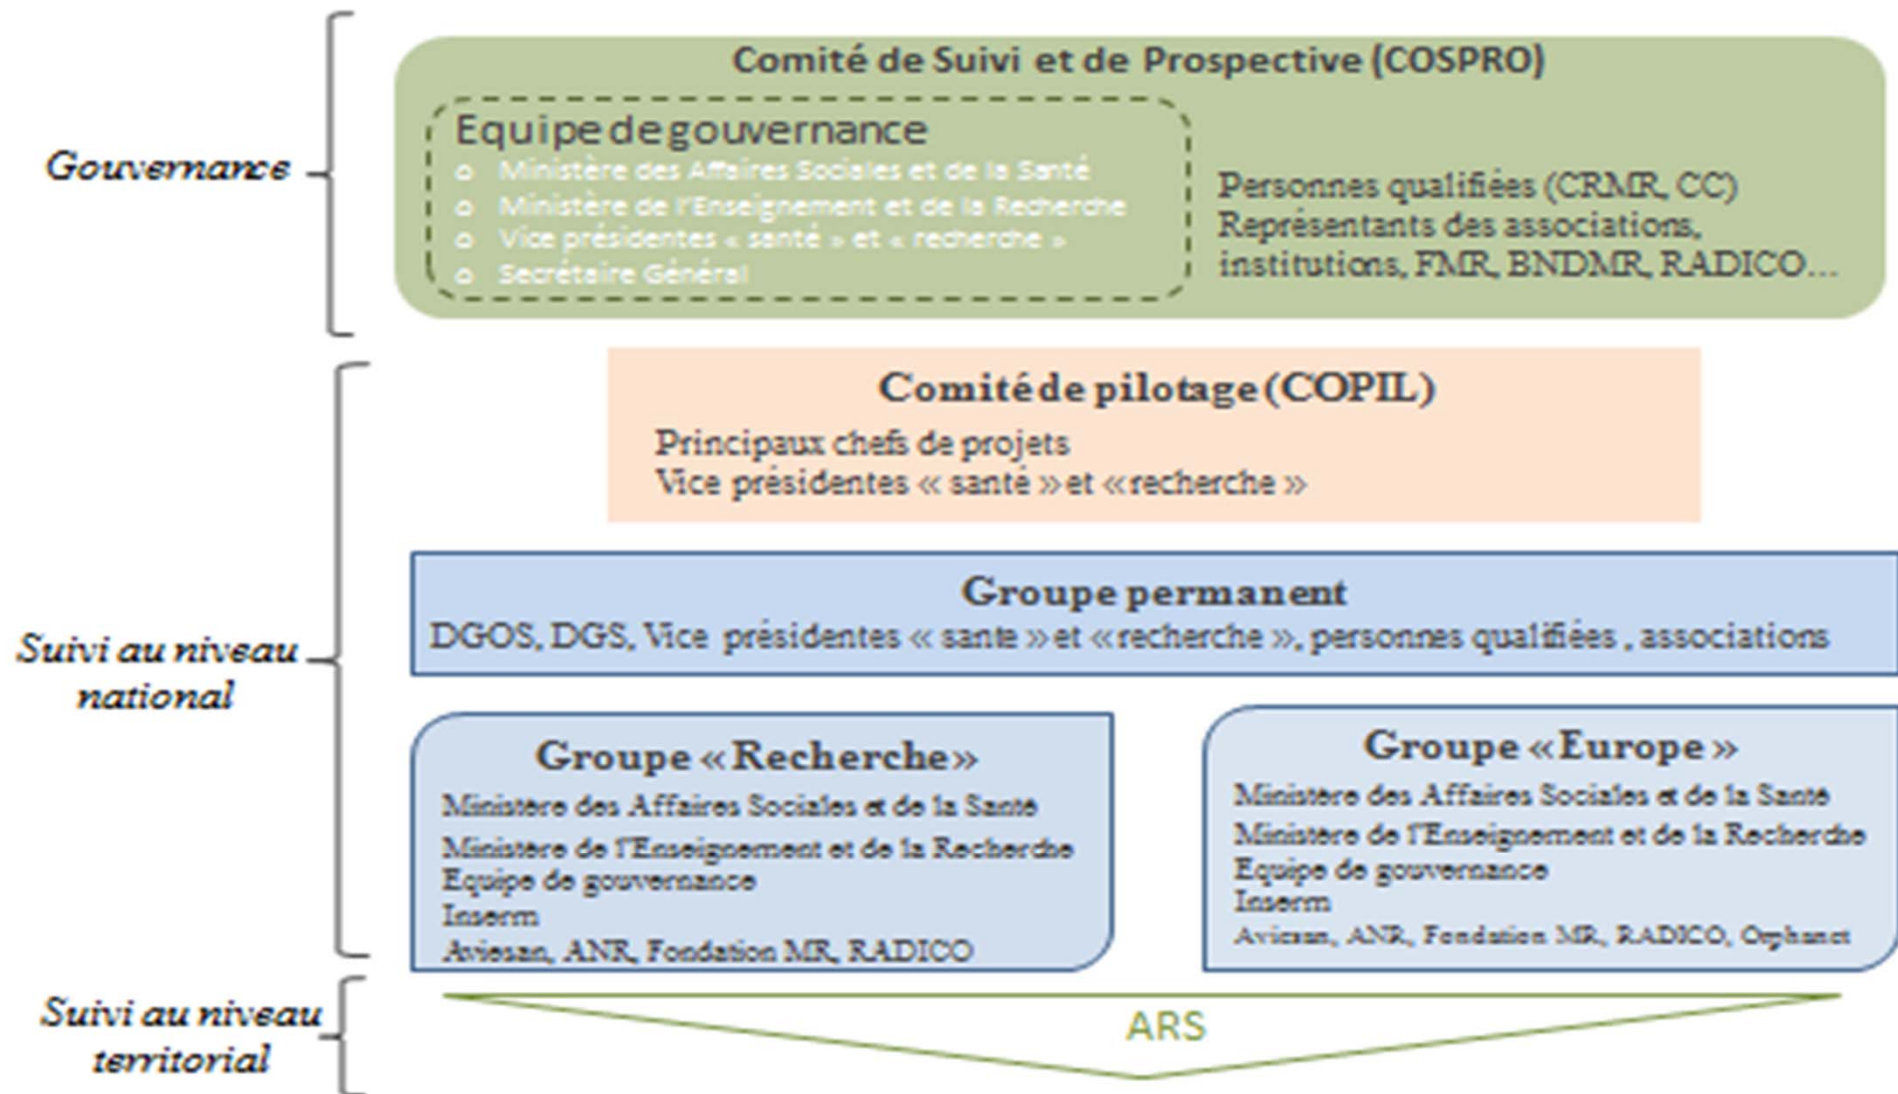 Gouvernance
Comité de Suivi et de Prospective (COSPRO)
Equipe de gouvernance
o Ministère des Affaires Sociales et de la Santé
o Ministère de l'Enseignement et de la Recherche
o Vice présidentes « santé » et « recherche »
o Secrétaire Général
Personnes qualifiées (CRMR, CC)
Représentants des associations,
institutions, FMR, BNDMR, RADICO...
Suivi au niveau
national
Comité de pilotage (COPIL)
Principaux chefs de projets
Vice présidentes « santé » et « recherche »
Groupe permanent
DGOS, DGS, Vice présidentes « sante » et « recherche », personnes qualifiées , associations
Groupe « Recherche »
Ministère des Affaires Sociales et de la Santé
Ministère de l'Enseignement et de la Recherche
Equipe de gouvernance
Inserm
Aviesan, ANR, Fondation MR, RADICO
Groupe « Europe »
Ministère des Affaires Sociales et de la Santé
Ministère de l'Enseignement et de la Recherche
Equipe de gouvernance
Inserm
Aviesan, ANR, Fondation MR, RADICO, Orphanet
Suivi au niveau
territorial
ARS